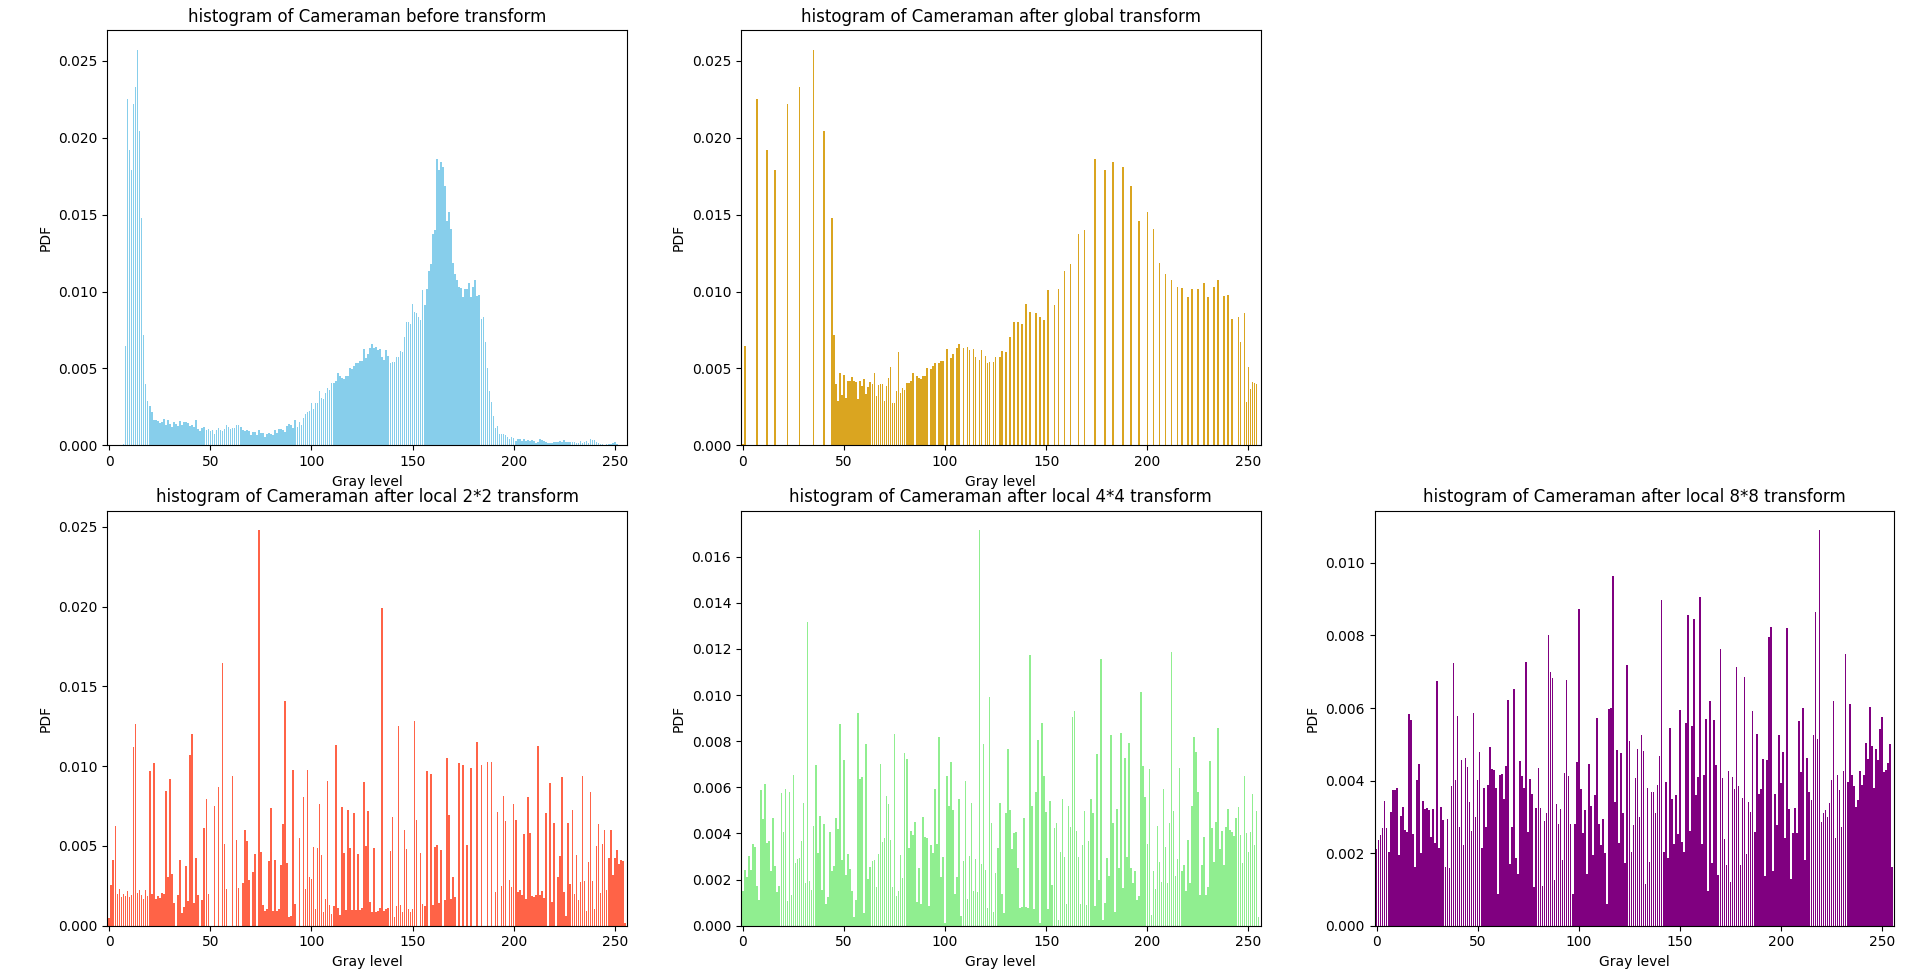 histogram of Cameraman before transform
PDF
0.025
0.020
0.015
0.010
0.005
0.000
0 50 100 150 200 250
Gray level
histogram of Cameraman after global transform
PDF
0.025
0.020
0.015
0.010
0.005
0.000
0 50 100 150 200 250
Gray level
histogram of Cameraman after local 2*2 transform
PDF
0.025
0.020
0.015
0.010
0.005
0.000
0 50 100 150 200 250
Gray level
histogram of Cameraman after local 4*4 transform
PDF
0.016
0.014
0.012
0.010
0.008
0.006
0.004
0.002
0.000
0 50 100 150 200 250
Gray level
histogram of Cameraman after local 8*8 transform
PDF
0.010
0.008
0.006
0.004
0.002
0.000
0 50 100 150 200 250
Gray level